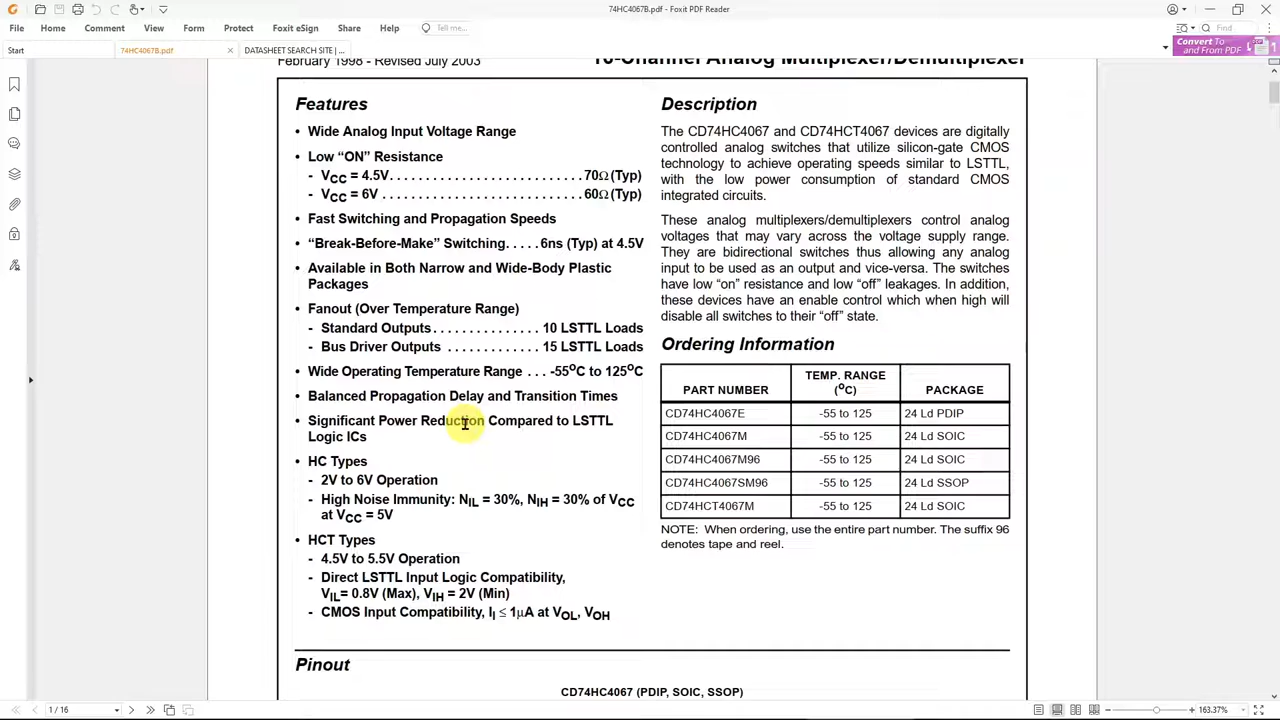 74HC4067B.pdf - Foxit PDF Reader
File Home Comment View Form Protect Foxit eSign Share Help Tell me... Find
Start 74HC4067B.pdf DATASHEET SEARCH SITE | ... Convert To
and From PDF
February 1998 - Revised July 2003 16-Channel Analog Multiplexer/Demultiplexer
Features
• Wide Analog Input Voltage Range
• Low “ON” Resistance
- VCC = 4.5V. . . . . . . . . . . . . . . . . . . . . . . . . . . 70Ω (Typ)
- VCC = 6V . . . . . . . . . . . . . . . . . . . . . . . . . . . . 60Ω (Typ)
• Fast Switching and Propagation Speeds
• “Break-Before-Make” Switching. . . . . 6ns (Typ) at 4.5V
• Available in Both Narrow and Wide-Body Plastic
Packages
• Fanout (Over Temperature Range)
- Standard Outputs . . . . . . . . . . . . . . . 10 LSTTL Loads
- Bus Driver Outputs . . . . . . . . . . . . . 15 LSTTL Loads
• Wide Operating Temperature Range . . . -55oC to 125oC
• Balanced Propagation Delay and Transition Times
• Significant Power Reduction Compared to LSTTL
Logic ICs
• HC Types
- 2V to 6V Operation
- High Noise Immunity: NIL = 30%, NIH = 30% of VCC
at VCC = 5V
• HCT Types
- 4.5V to 5.5V Operation
- Direct LSTTL Input Logic Compatibility,
VIL= 0.8V (Max), VIH = 2V (Min)
- CMOS Input Compatibility, II ≤ 1μA at VOL, VOH
Description
The CD74HC4067 and CD74HCT4067 devices are digitally
controlled analog switches that utilize silicon-gate CMOS
technology to achieve operating speeds similar to LSTTL,
with the low power consumption of standard CMOS
integrated circuits.
These analog multiplexers/demultiplexers control analog
voltages that may vary across the voltage supply range.
They are bidirectional switches thus allowing any analog
input to be used as an output and vice-versa. The switches
have low “on” resistance and low “off” leakages. In addition,
these devices have an enable control which when high will
disable all switches to their “off” state.
Ordering Information
PART NUMBER TEMP. RANGE (oC) PACKAGE
CD74HC4067E -55 to 125 24 Ld PDIP
CD74HC4067M -55 to 125 24 Ld SOIC
CD74HC4067M96 -55 to 125 24 Ld SOIC
CD74HC4067SM96 -55 to 125 24 Ld SSOP
CD74HCT4067M -55 to 125 24 Ld SOIC
NOTE: When ordering, use the entire part number. The suffix 96
denotes tape and reel.
Pinout
CD74HC4067 (PDIP, SOIC, SSOP)
1 / 16 163.37%